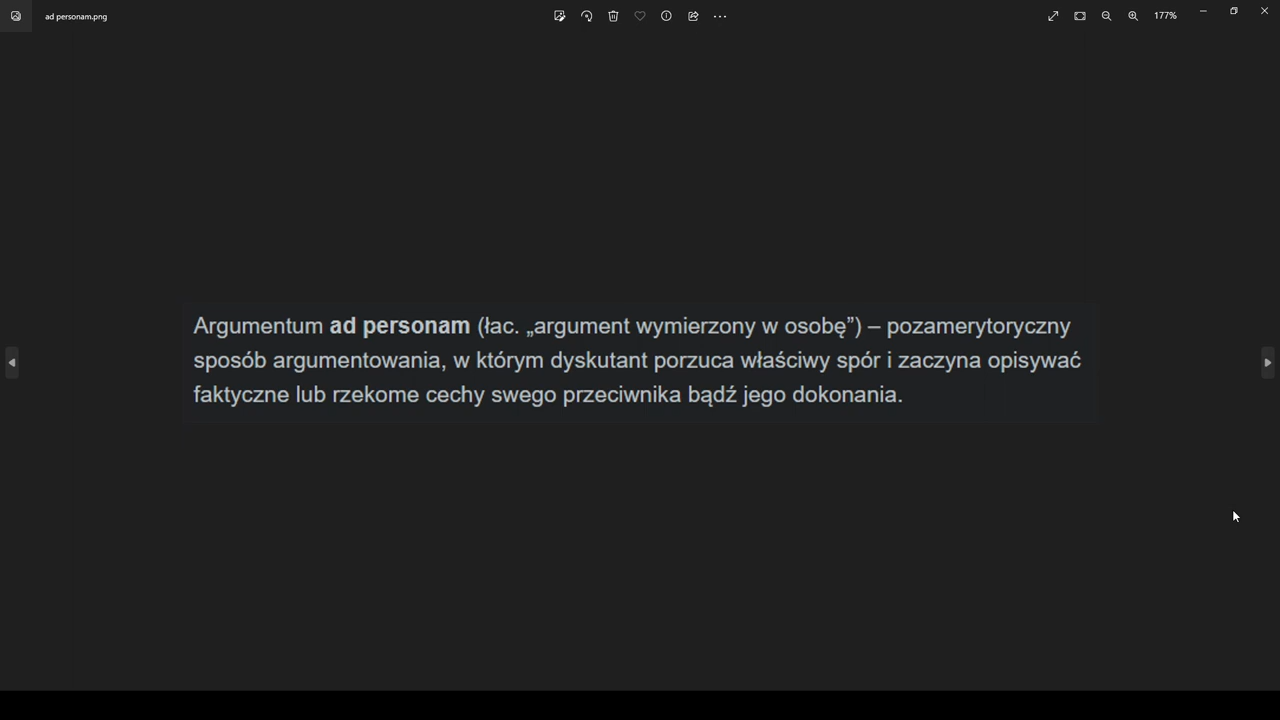 ad personam.png
177%
Argumentum ad personam (łac. „argument wymierzony w osobę”) – pozamerytoryczny
sposób argumentowania, w którym dyskutant porzuca właściwy spór i zaczyna opisywać
faktyczne lub rzekome cechy swego przeciwnika bądź jego dokonania.